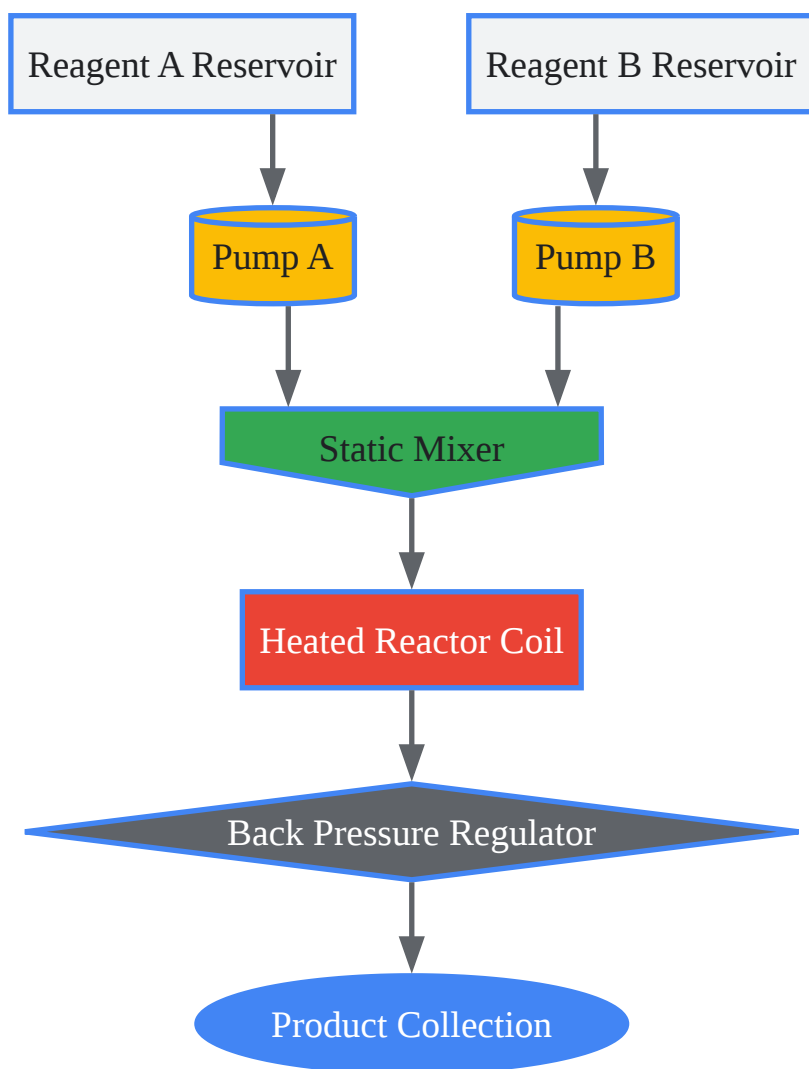 Reagent A Reservoir
Reagent B Reservoir
Pump A
Pump B
Static Mixer
Heated Reactor Coil
Back Pressure Regulator
Product Collection